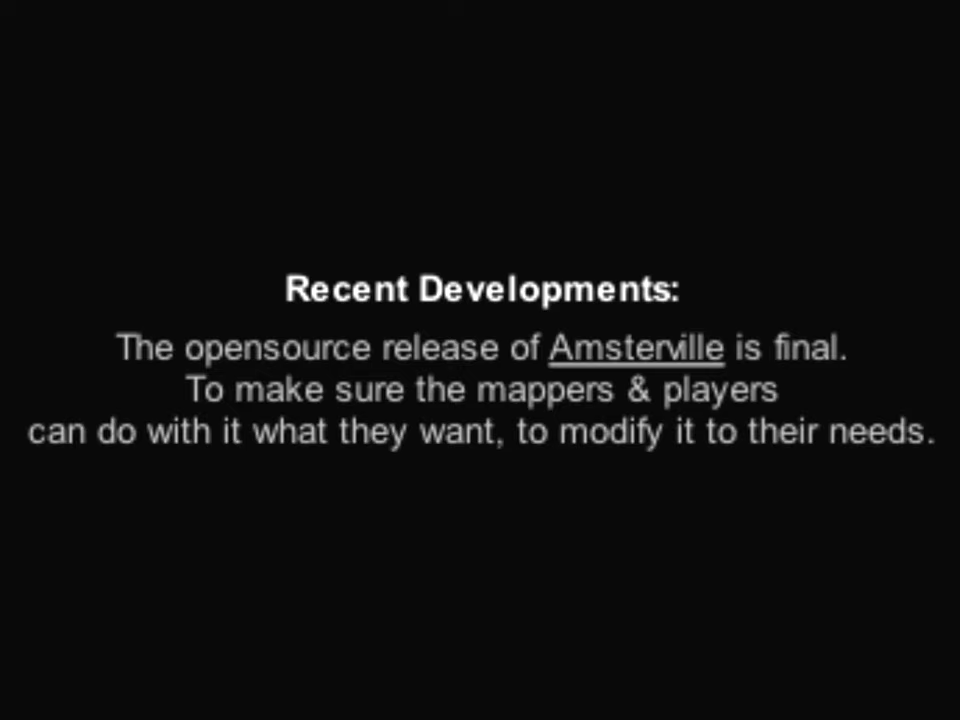 Recent Developments:
The opensource release of Amsterville is final.
To make sure the mappers & players
can do with it what they want, to modify it to their needs.